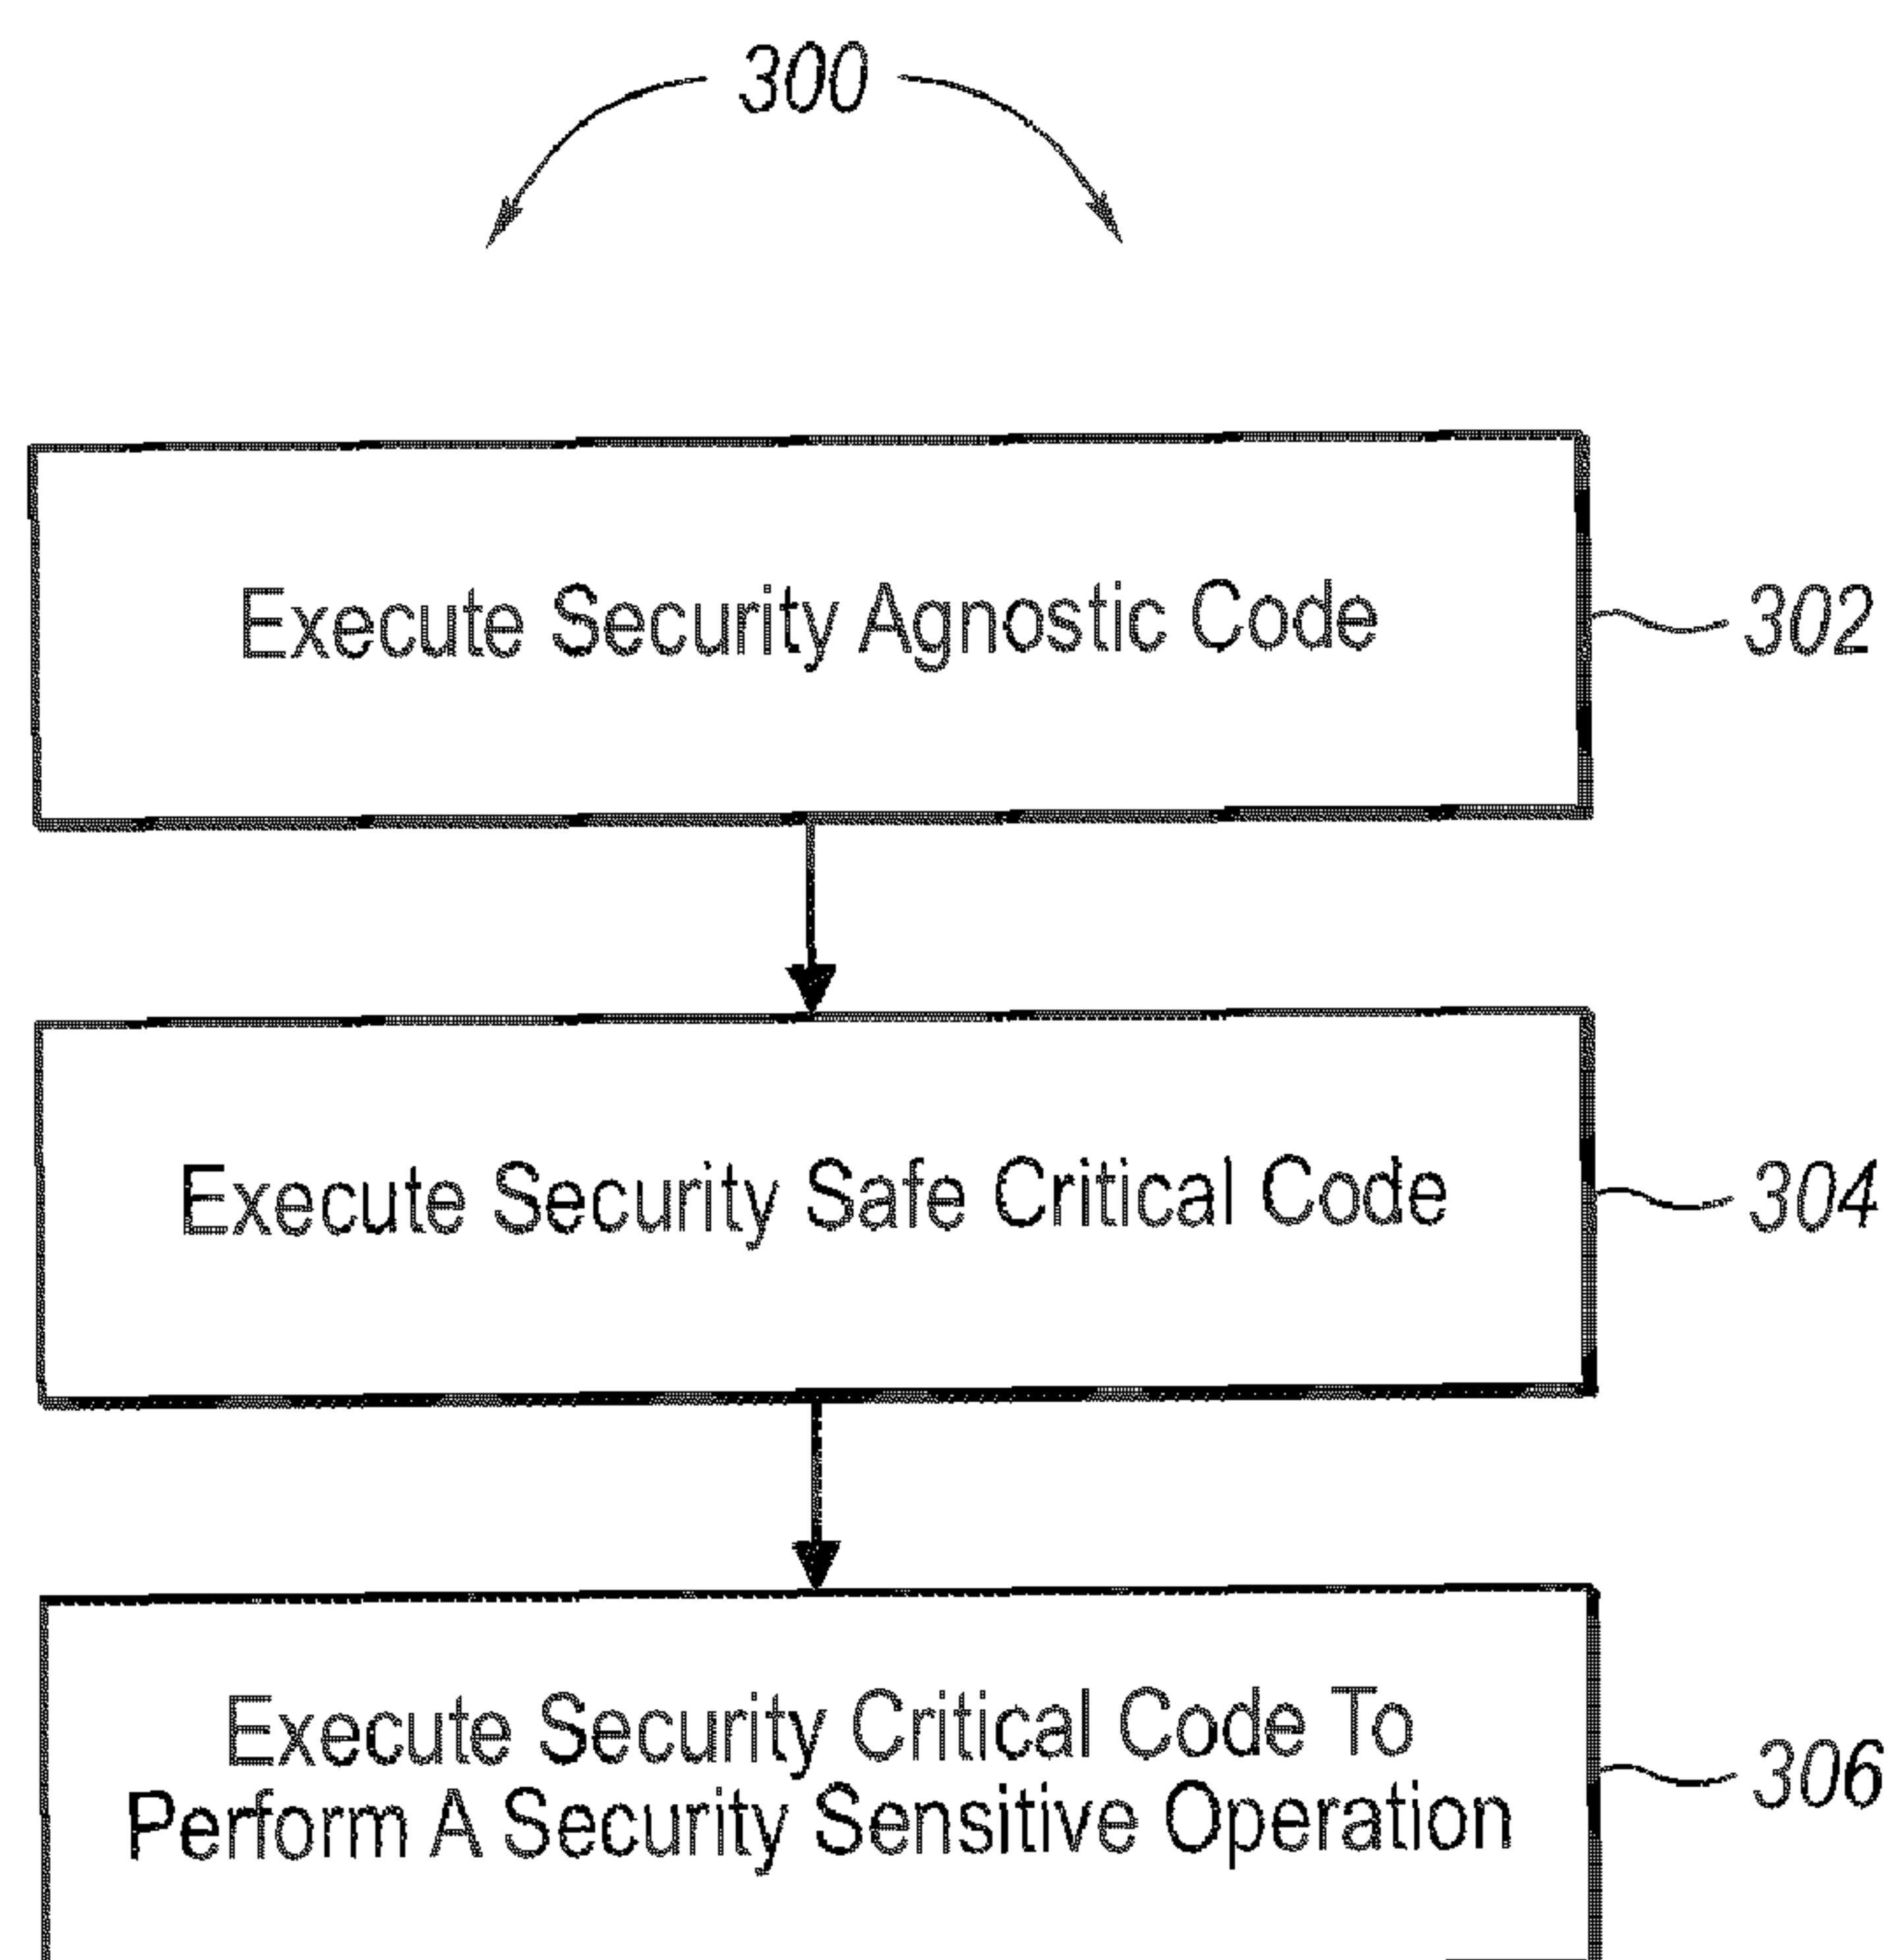 300
Execute Security Agnostic Code
302
Execute Security Safe Critical Code
304
Execute Security Critical Code To
Perform A Security Sensitive Operation
306